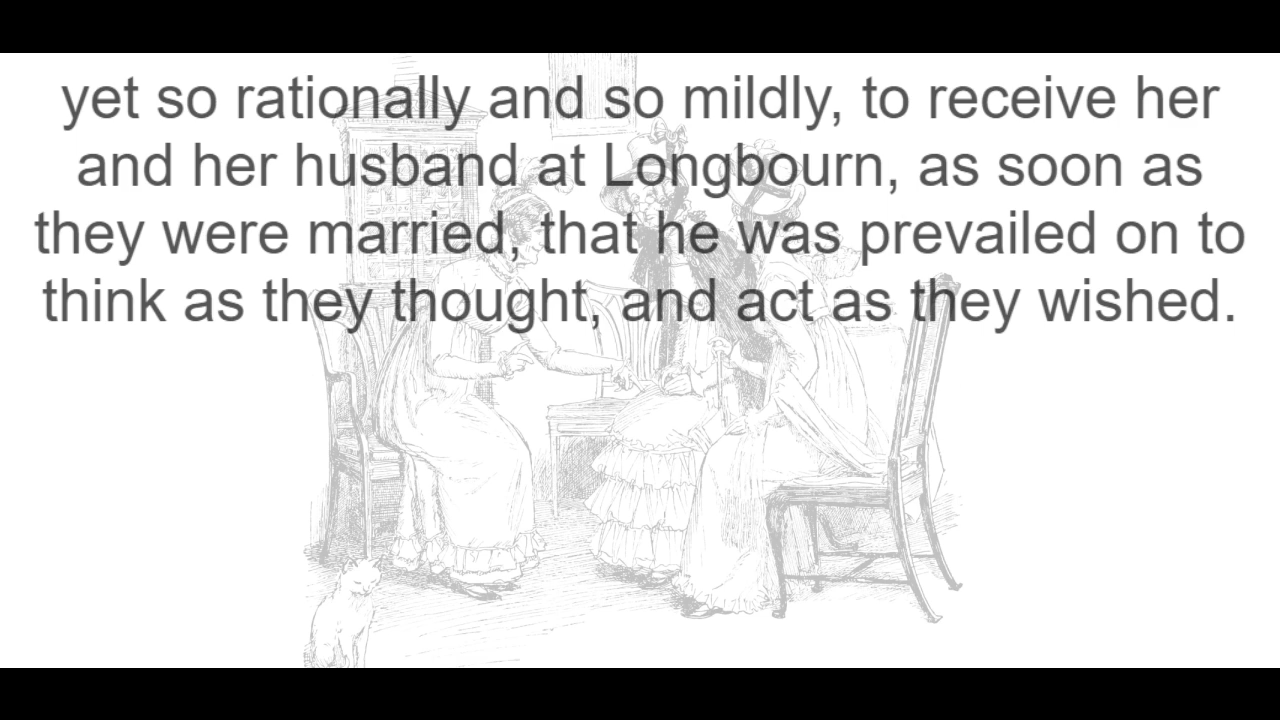 yet so rationally and so mildly, to receive her
and her husband at Longbourn, as soon as
they were married, that he was prevailed on to
think as they thought, and act as they wished.